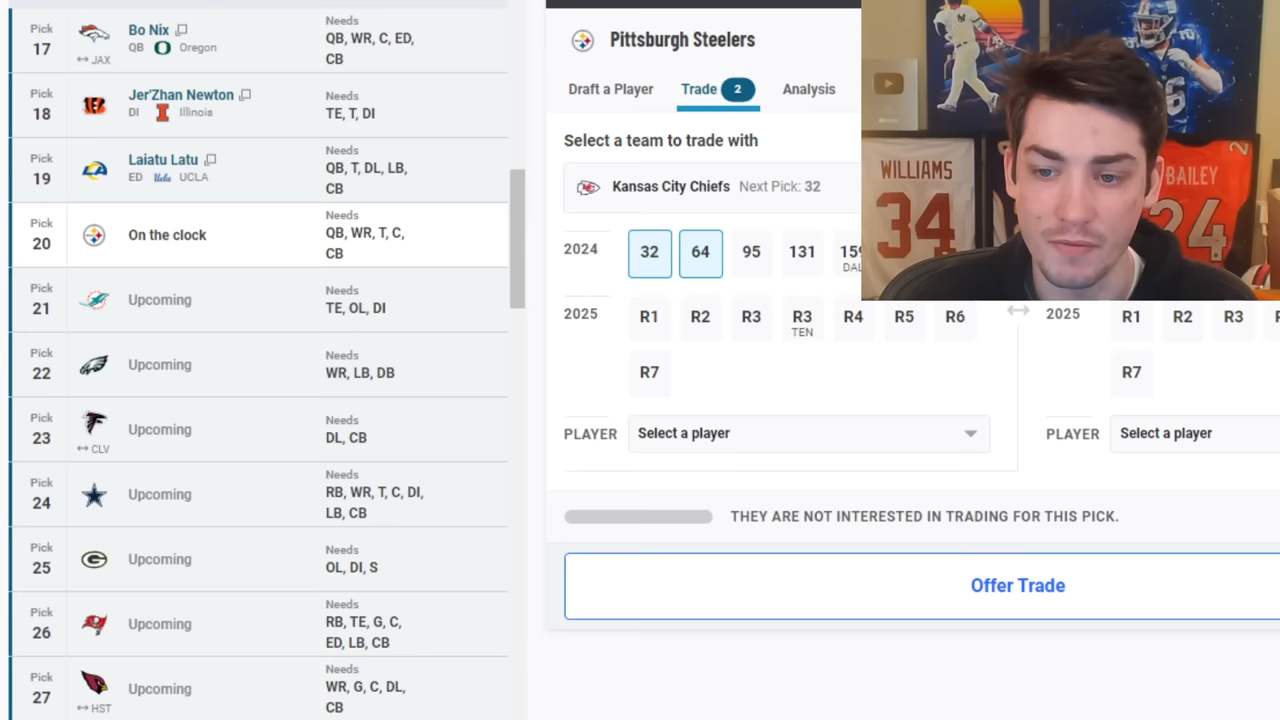 Pick
17
Bo Nix
QB Oregon
↔ JAX
Needs
QB, WR, C, ED,
CB
Pick
18
Jer'Zhan Newton
DI Illinois
Needs
TE, T, DI
Pick
19
Laiatu Latu
ED Ucla UCLA
Needs
QB, T, DL, LB,
CB
Pick
20
On the clock
Needs
QB, WR, T, C,
CB
Pick
21
Upcoming
Needs
TE, OL, DI
Pick
22
Upcoming
Needs
WR, LB, DB
Pick
23
Upcoming
↔ CLV
Needs
DL, CB
Pick
24
Upcoming
Needs
RB, WR, T, C, DI,
LB, CB
Pick
25
Upcoming
Needs
OL, DI, S
Pick
26
Upcoming
Needs
RB, TE, G, C,
ED, LB, CB
Pick
27
Upcoming
↔ HST
Needs
WR, G, C, DL,
CB
Pittsburgh Steelers
Draft a Player Trade 2 Analysis
Select a team to trade with
Kansas City Chiefs Next Pick: 32
2024 32 64 95 131 159
DAL
2025 R1 R2 R3 R3 R4 R5 R6
TEN
R7
PLAYER Select a player
2025 R1 R2 R3
R7
PLAYER Select a player
THEY ARE NOT INTERESTED IN TRADING FOR THIS PICK.
Offer Trade
WILLIAMS
34
BAILEY
24
2